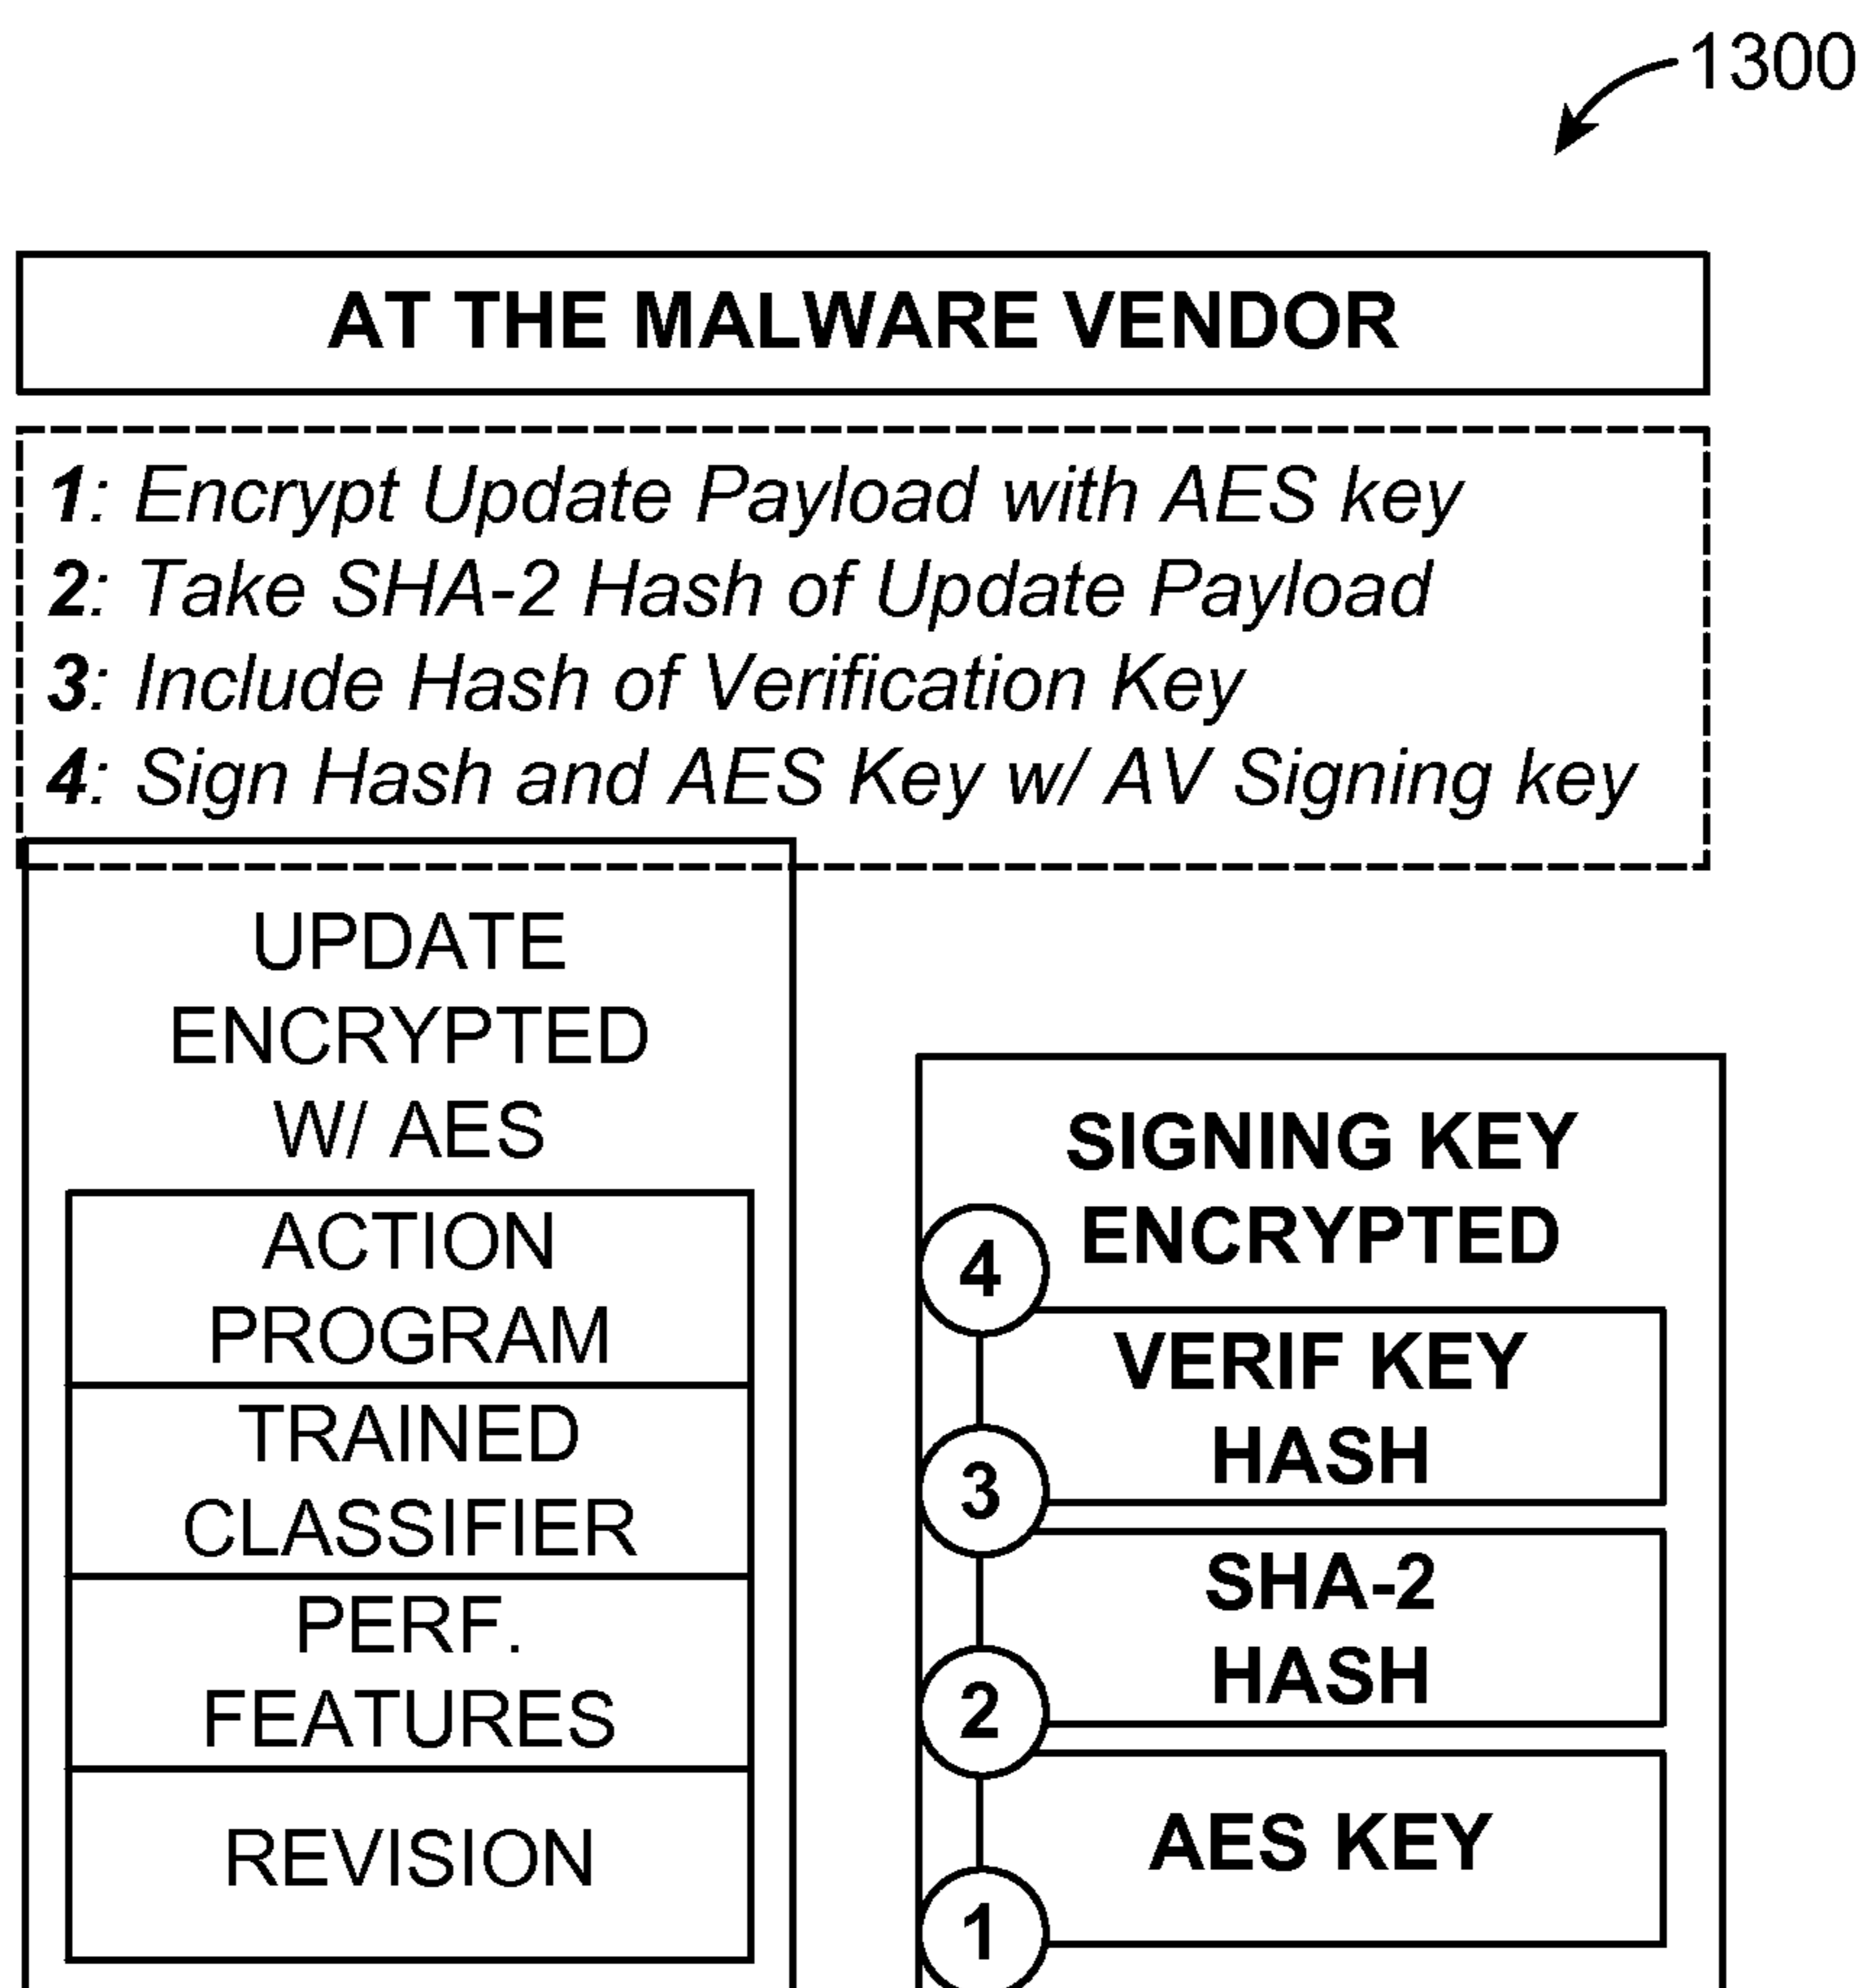 1300
AT THE MALWARE VENDOR
1: Encrypt Update Payload with AES key
2: Take SHA-2 Hash of Update Payload
3: Include Hash of Verification Key
4: Sign Hash and AES Key w/ AV Signing key
UPDATE
ENCRYPTED
W/ AES
ACTION
PROGRAM
TRAINED
CLASSIFIER
PERF.
FEATURES
REVISION
SIGNING KEY
ENCRYPTED
4
VERIF KEY
HASH
3
SHA-2
HASH
2
AES KEY
1